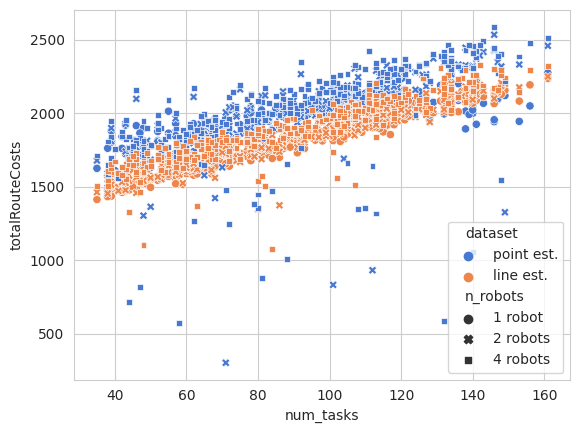 2500
2000
1500
1000
500
totalRouteCosts
40
60
80
100
120
140
160
num_tasks
dataset
point est.
line est.
n_robots
1 robot
2 robots
4 robots